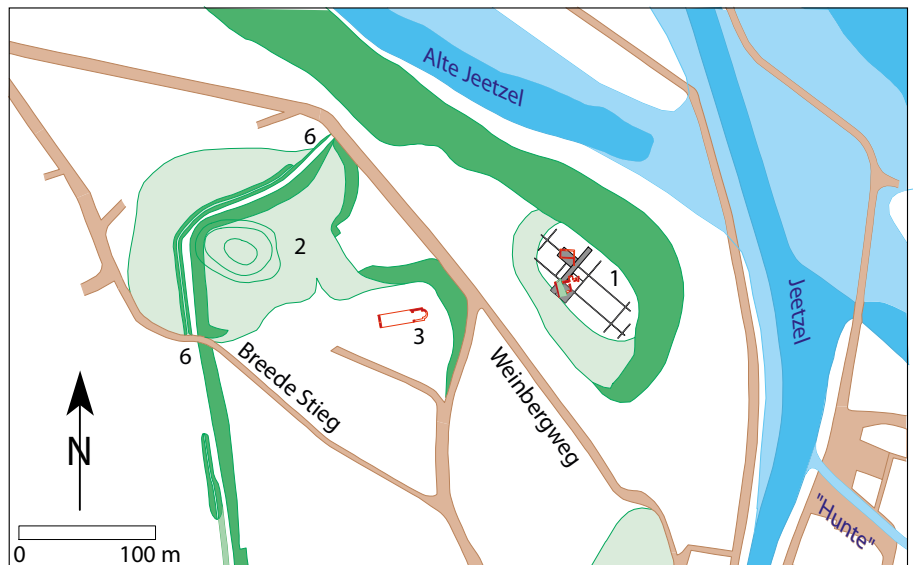 Alte Jeetzel
6
2
1
Jeetzel
3
6
Breede Stieg
Weinbergweg
N
"Hunte"
0
100 m